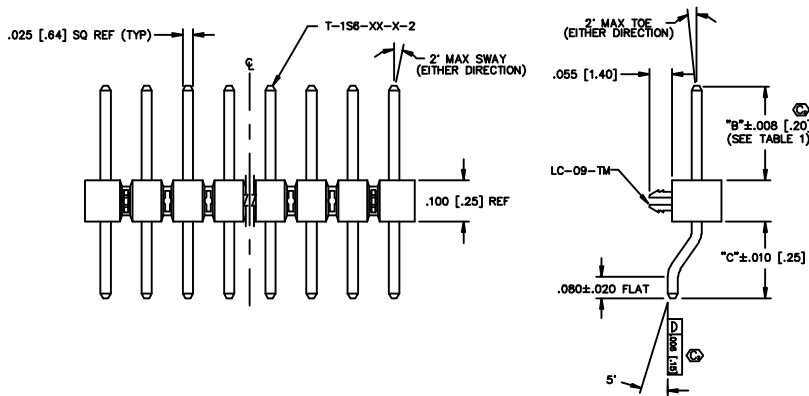 .025 [.64] SQ REF (TYP)
T-1S6-XX-X-2
2' MAX SWAY
(EITHER DIRECTION)
.100 [.25] REF
2' MAX TOE
(EITHER DIRECTION)
.055 [1.40]
C
"B"±.008 [.20]
(SEE TABLE 1)
LC-09-TM
"C"±.010 [.25]
.080±.020 FLAT
.006 [.15]
C
5'